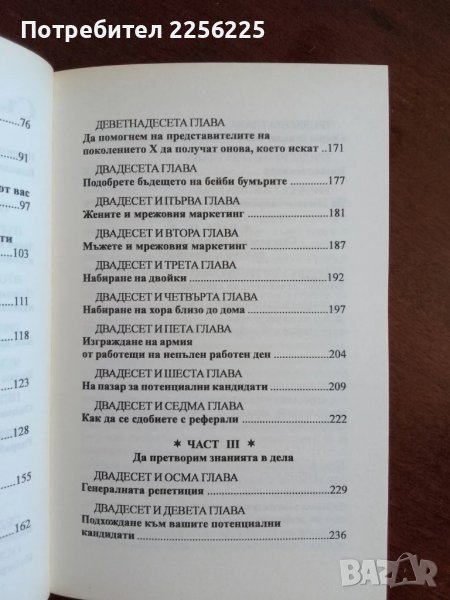 Потребител 2256225
76
91
от вас
97
ти
103
111
118
123
128
155
162
ДЕВЕТНАДЕСЕТА ГЛАВА
Да помогнем на представителите на
поколението Х да получат онова, което искат ..171
ДВАДЕСЕТА ГЛАВА
Подобрете бъдещето на бейби бумърите ............177
ДВАДЕСЕТ И ПЪРВА ГЛАВА
Жените и мрежовия маркетинг ............181
ДВАДЕСЕТ И ВТОРА ГЛАВА
Мъжете и мрежовия маркетинг ............187
ДВАДЕСЕТ И ТРЕТА ГЛАВА
Набиране на двойки ............192
ДВАДЕСЕТ И ЧЕТВЪРТА ГЛАВА
Набиране на хора близо до дома ............197
ДВАДЕСЕТ И ПЕТА ГЛАВА
Изграждане на армия
от работещи на непълен работен ден ............204
ДВАДЕСЕТ И ШЕСТА ГЛАВА
На пазар за потенциални кандидати ............209
ДВАДЕСЕТ И СЕДМА ГЛАВА
Как да се сдобиете с реферали ............222
✶ ЧАСТ III ✶
Да претворим знанията в дела
ДВАДЕСЕТ И ОСМА ГЛАВА
Генералната репетиция ............229
ДВАДЕСЕТ И ДЕВЕТА ГЛАВА
Подхождане към вашите потенциални
кандидати ............236
BAZAR